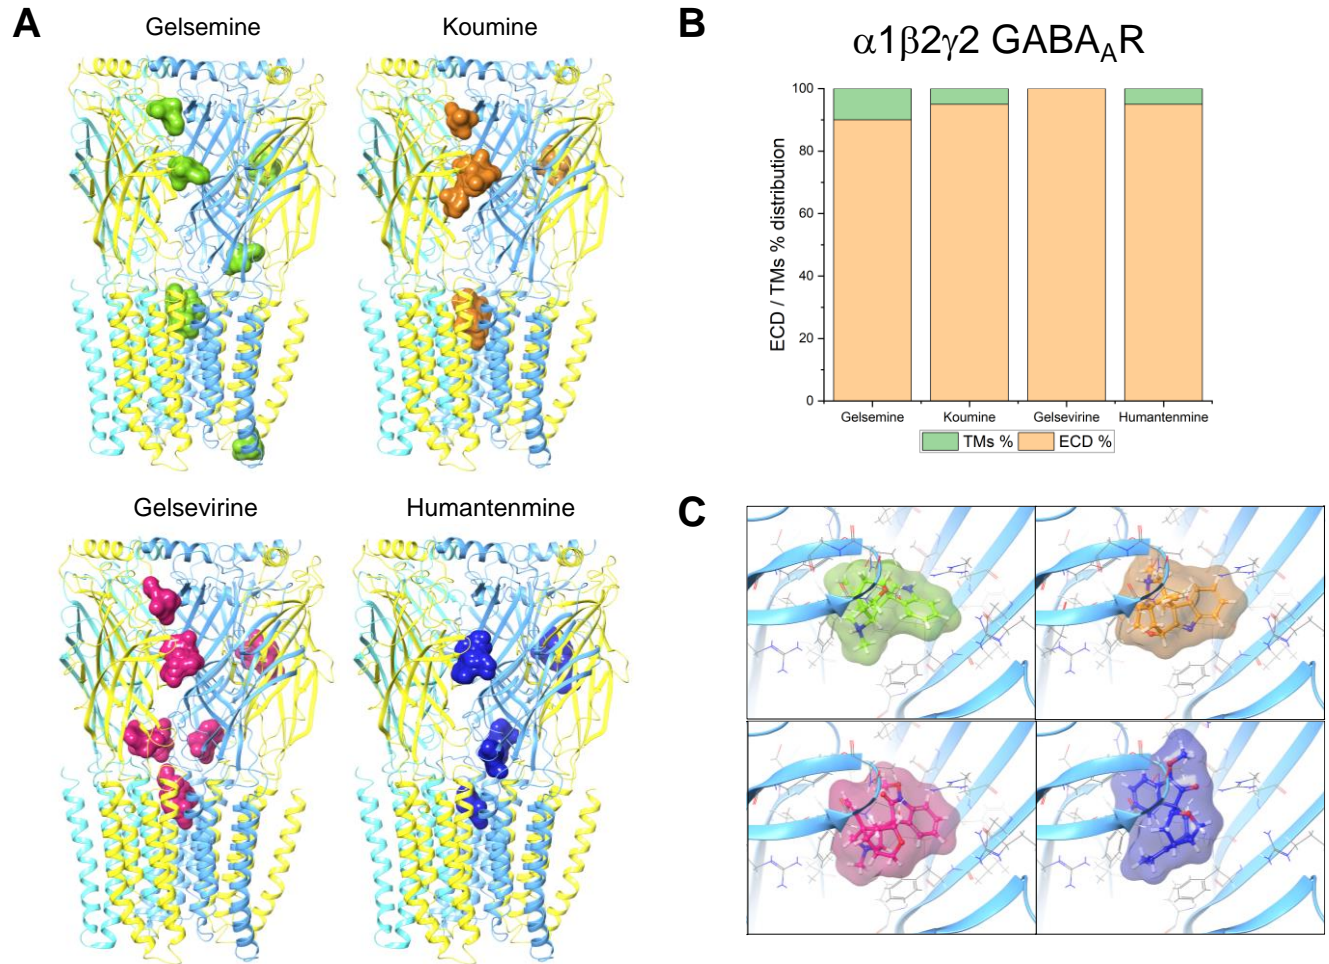 A
Gelsemine
Koumine
Gelsevirine
Humantenmine
B
α1β2γ2 GABA_AR
ECD / TMs % distribution
100
80
60
40
20
0
Gelsemine Koumine Gelsevirine Humantenmine
TMs % ECD %
C